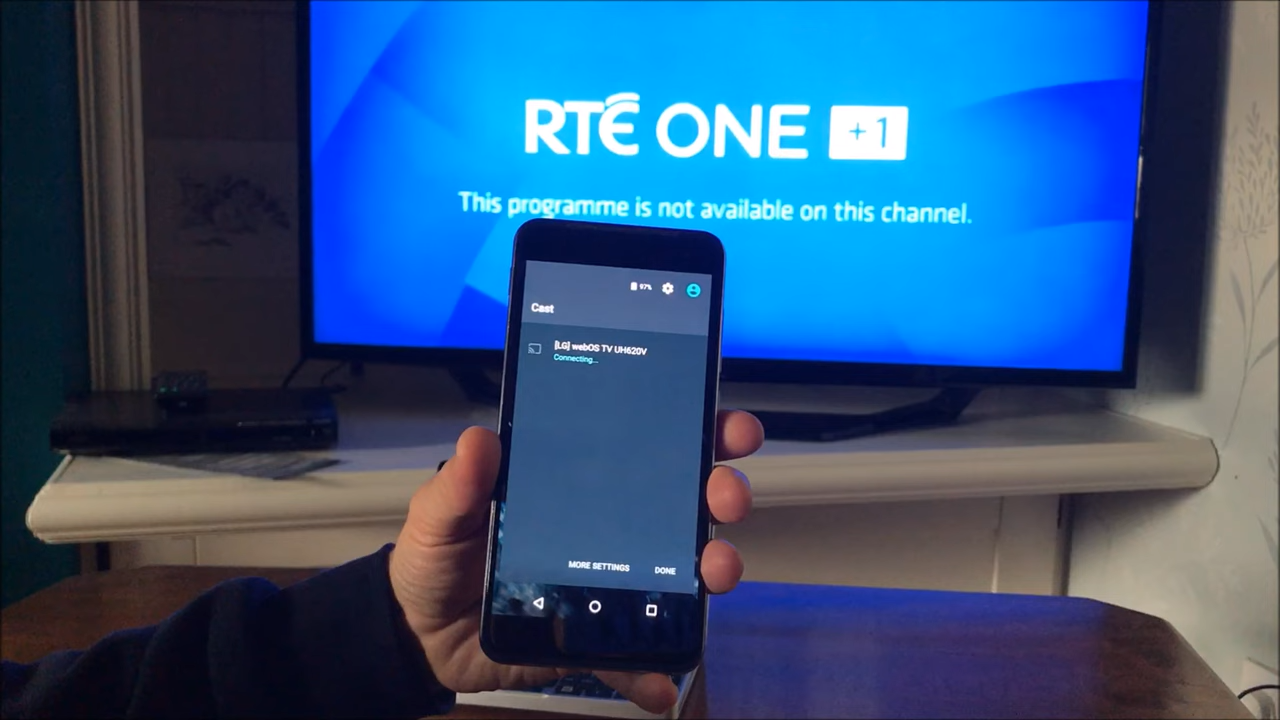 RTÉ ONE +1
This programme is not available on this channel.
97%
Cast
[LG] webOS TV UH620V
Connecting...
MORE SETTINGS
DONE